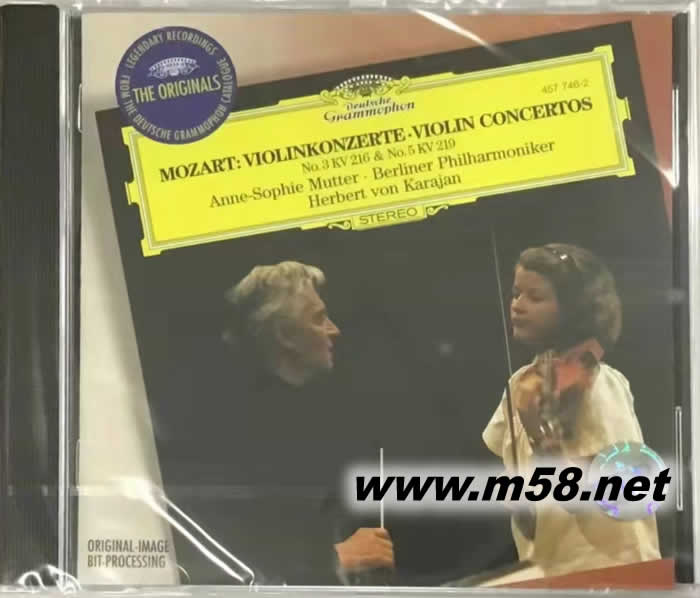 LEGENDARY RECORDINGS
FROM THE DEUTSCHE GRAMMOPHON CATALOGUE
THE ORIGINALS
Deutsche
Grammophon
457 746-2
MOZART: VIOLINKONZERTE · VIOLIN CONCERTOS
No. 3 KV 216 & No. 5 KV 219
Anne-Sophie Mutter · Berliner Philharmoniker
Herbert von Karajan
STEREO
www.m58.net
ORIGINAL-IMAGE
BIT-PROCESSING